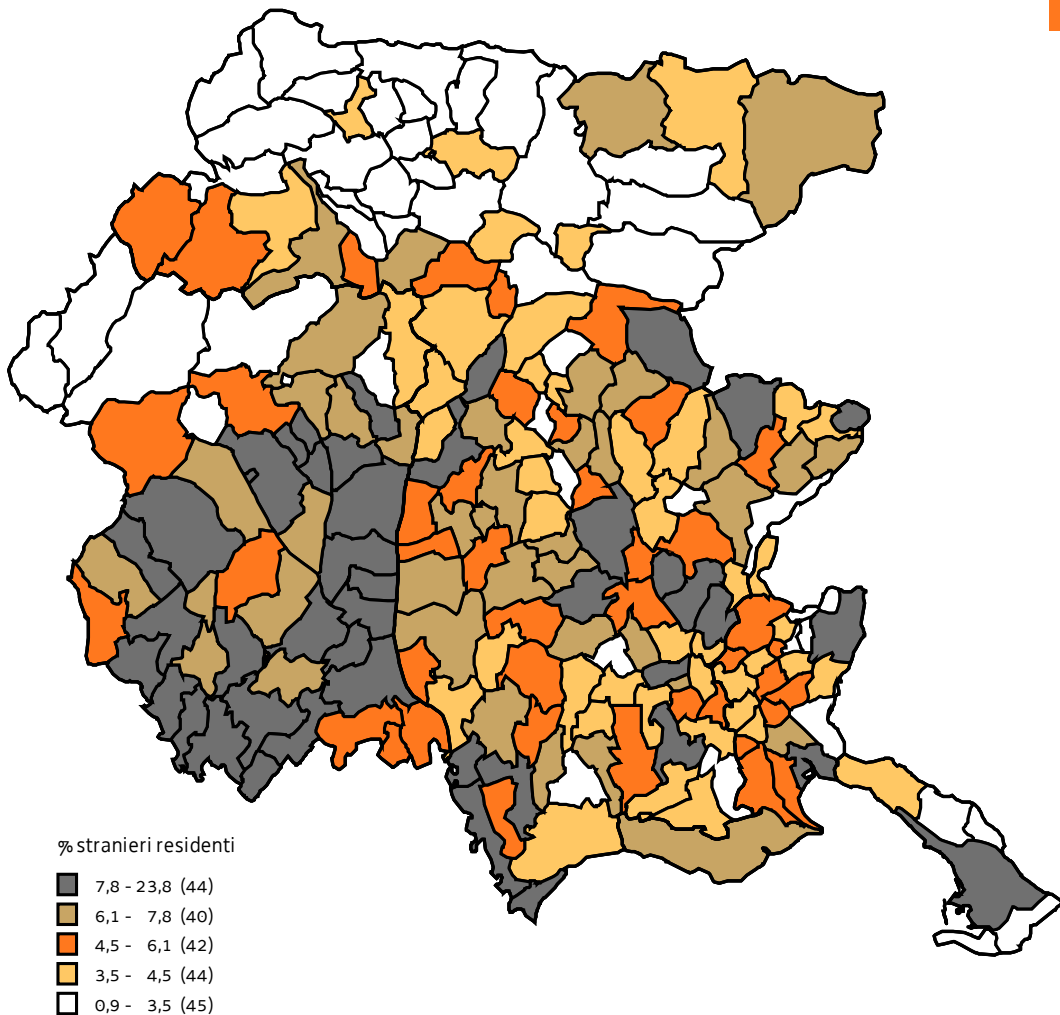 % stranieri residenti
7,8 - 23,8 (44)
6,1 - 7,8 (40)
4,5 - 6,1 (42)
3,5 - 4,5 (44)
0,9 - 3,5 (45)